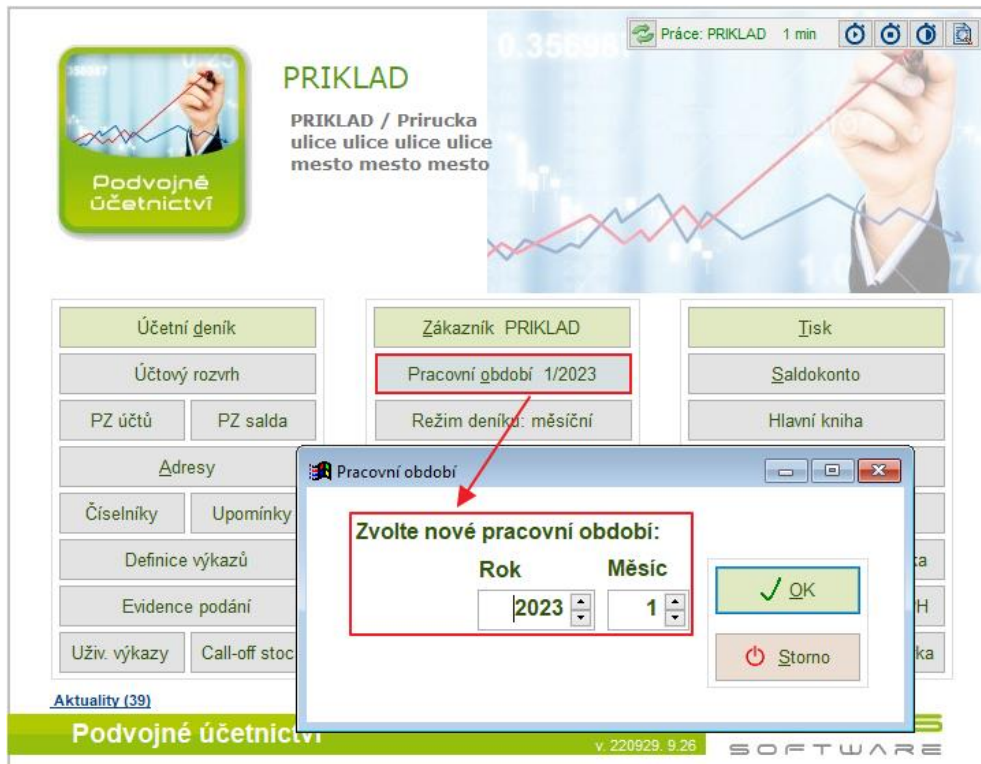 Práce: PRIKLAD 1 min
PRIKLAD
PRIKLAD / Prirucka
ulice ulice ulice ulice
mesto mesto mesto
Podvojné
účetnictví
Účetní deník
Zákazník PRIKLAD
Tisk
Účtový rozvrh
Pracovní období 1/2023
Saldokonto
PZ účtů
PZ salda
Režim deníku: měsíční
Hlavní kniha
Adresy
Číselníky
Upomínky
Definice výkazů
Evidence podání
Uživ. výkazy
Call-off stoc
Pracovní období
Zvolte nové pracovní období:
Rok
Měsíc
2023
1
OK
Storno
ka
Aktuality (39)
Podvojné účetnictví
v. 220929. 9.26
SOFTWARE